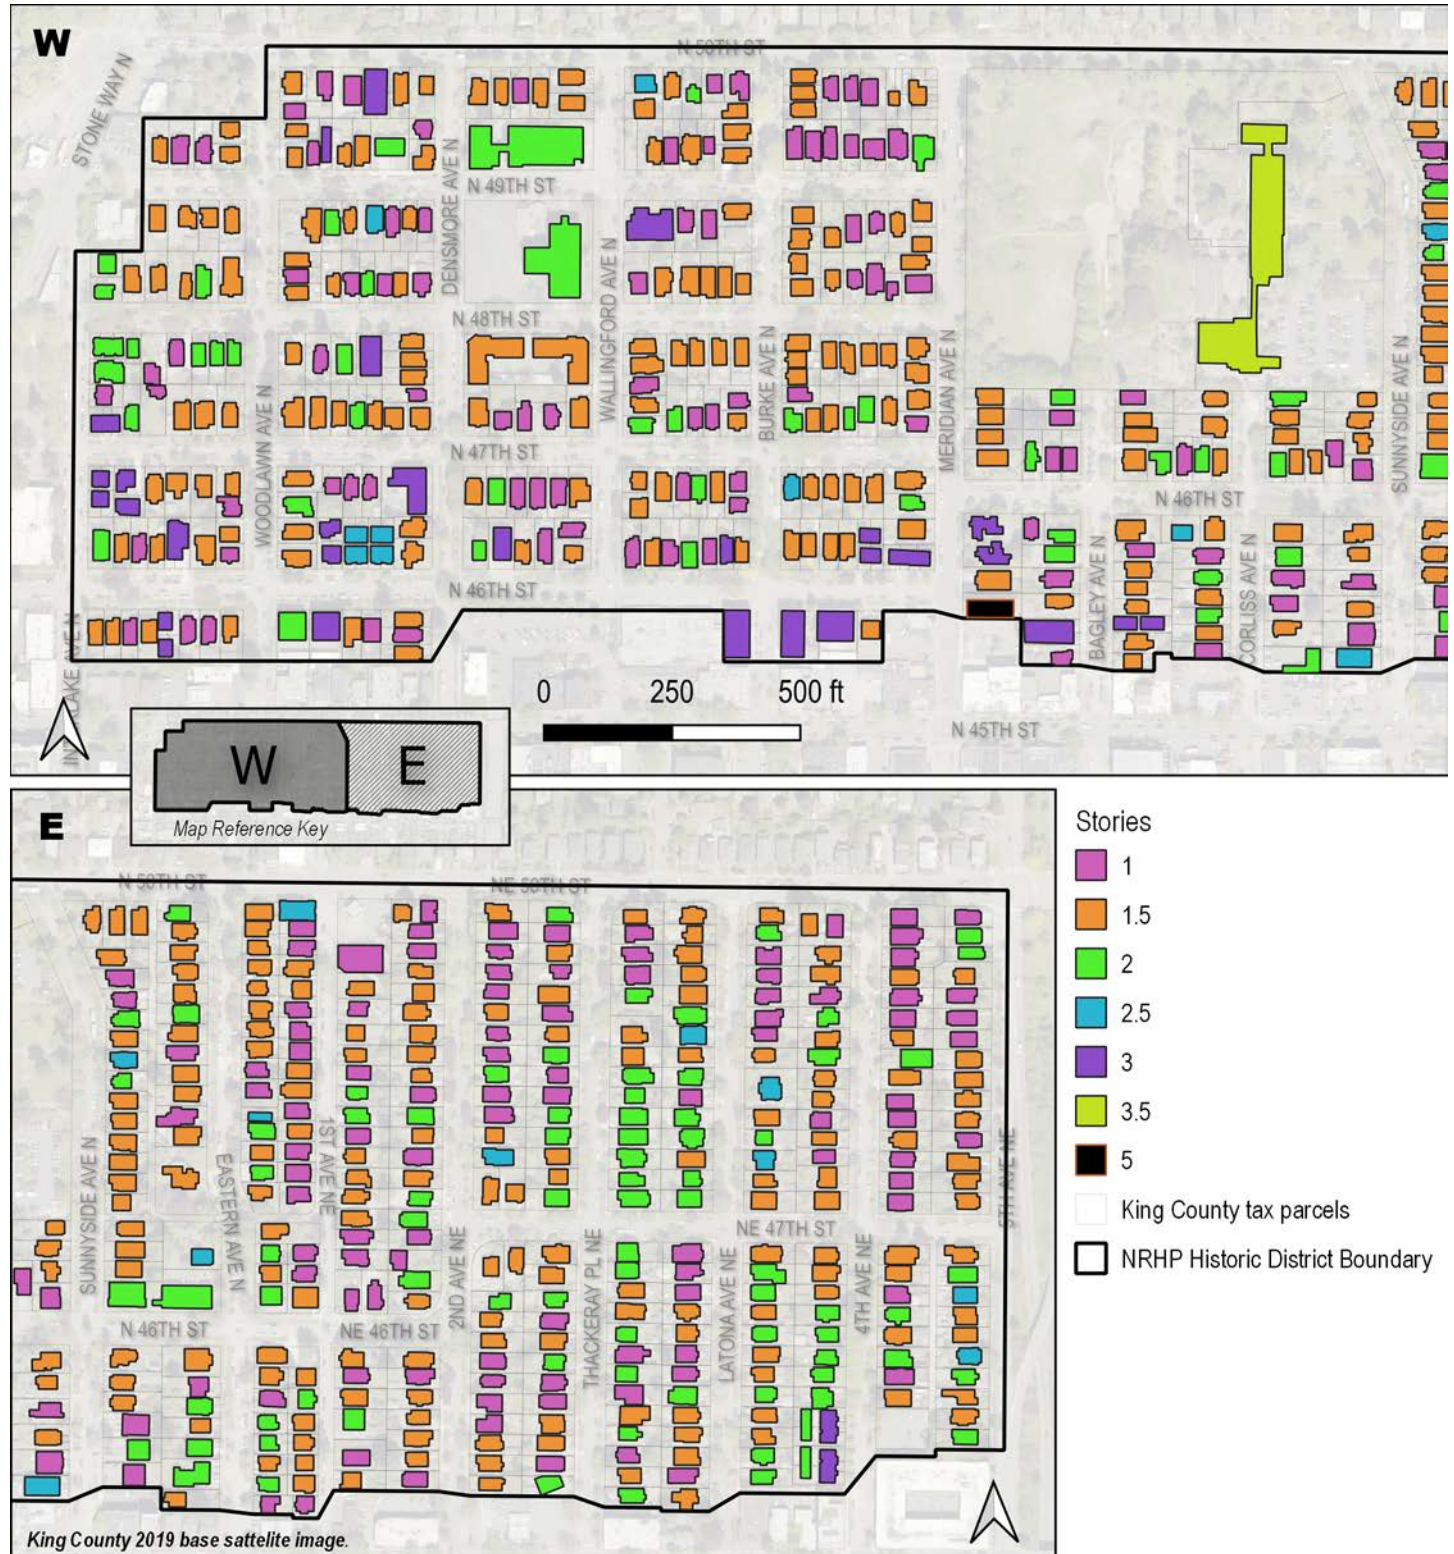 W
N 50TH ST
STONE WAY N
N 49TH ST
DENSMORE AVE N
WALLINGFORD AVE N
N 48TH ST
BURKE AVE N
MERIDIAN AVE N
SUNNYSIDE AVE N
WOODLAWN AVE N
N 47TH ST
N 46TH ST
N 46TH ST
BAGLEY AVE N
CORLISS AVE N
0 250 500 ft
N 45TH ST
W E
Map Reference Key
E
N 50TH ST
NE 50TH ST
SUNNYSIDE AVE N
EASTERN AVE N
1ST AVE NE
2ND AVE NE
THACKERAY PL NE
LATONA AVE NE
NE 47TH ST
4TH AVE NE
5TH AVE NE
N 46TH ST
NE 46TH ST
King County 2019 base sattelite image.
Stories
1
1.5
2
2.5
3
3.5
5
King County tax parcels
NRHP Historic District Boundary